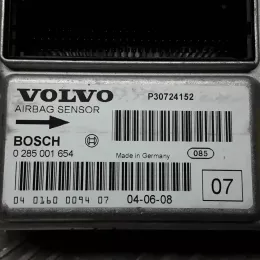 VOLVO
P30724152
AIRBAG SENSOR
BOSCH
Made in Germany
085
0 285 001 654
07
04 0160 0094 07
04-06-08